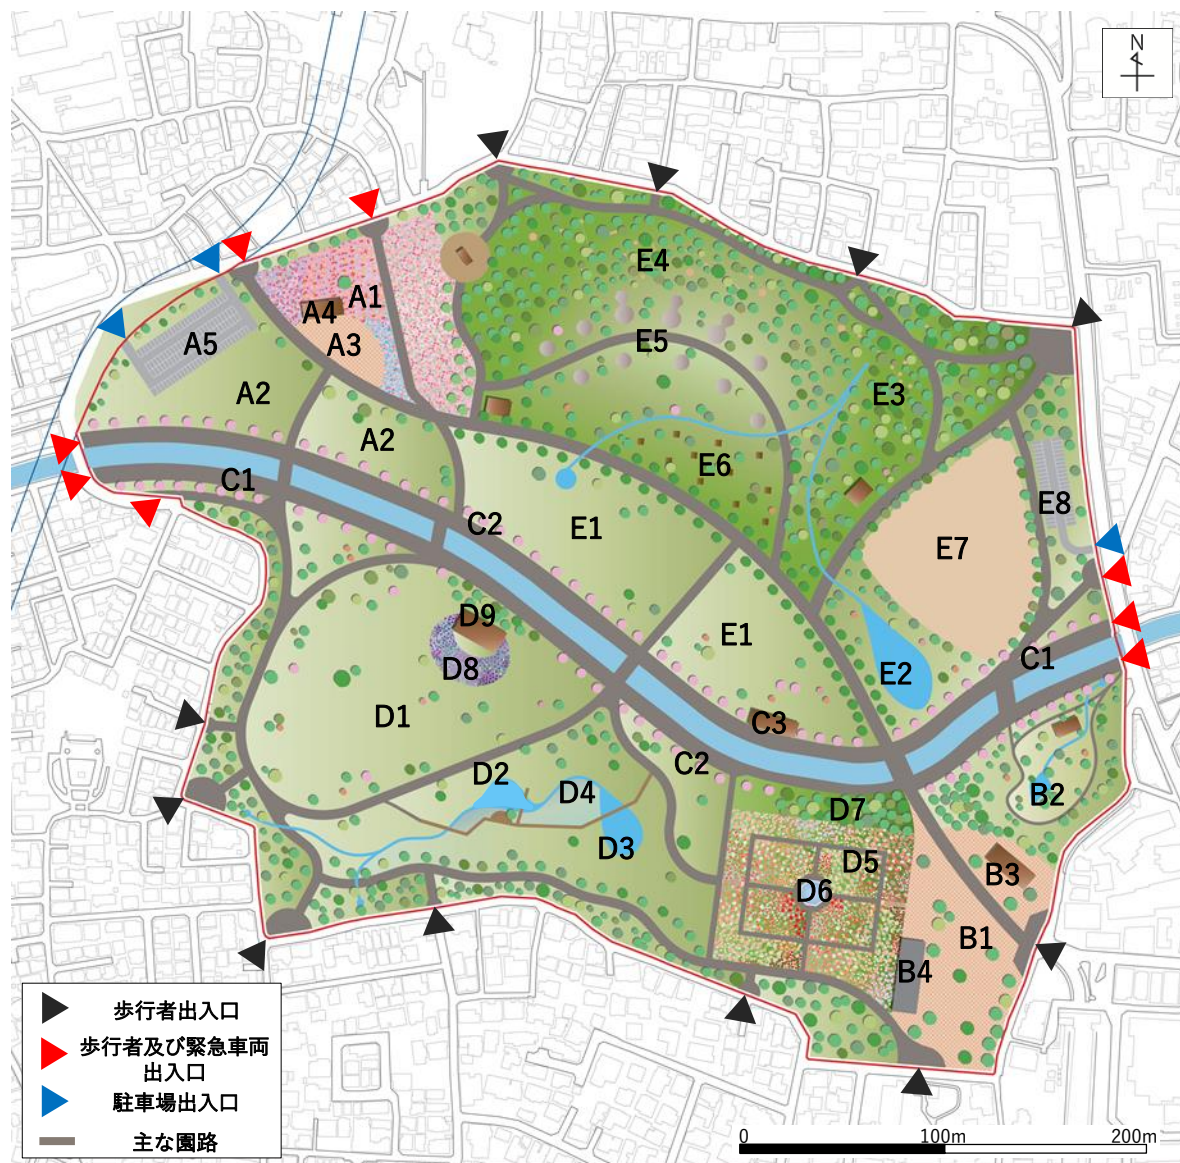 N
E4
A1
A4
A3
E5
A5
A2
E3
A2
E6
C1
E8
C2
E1
E7
D9
E1
D8
C1
E2
D1
C3
C2
D2
D4
B2
D7
D3
D5
B3
D6
B1
B4
歩行者出入口
歩行者及び緊急車両
出入口
駐車場出入口
主な園路
0 100m 200m